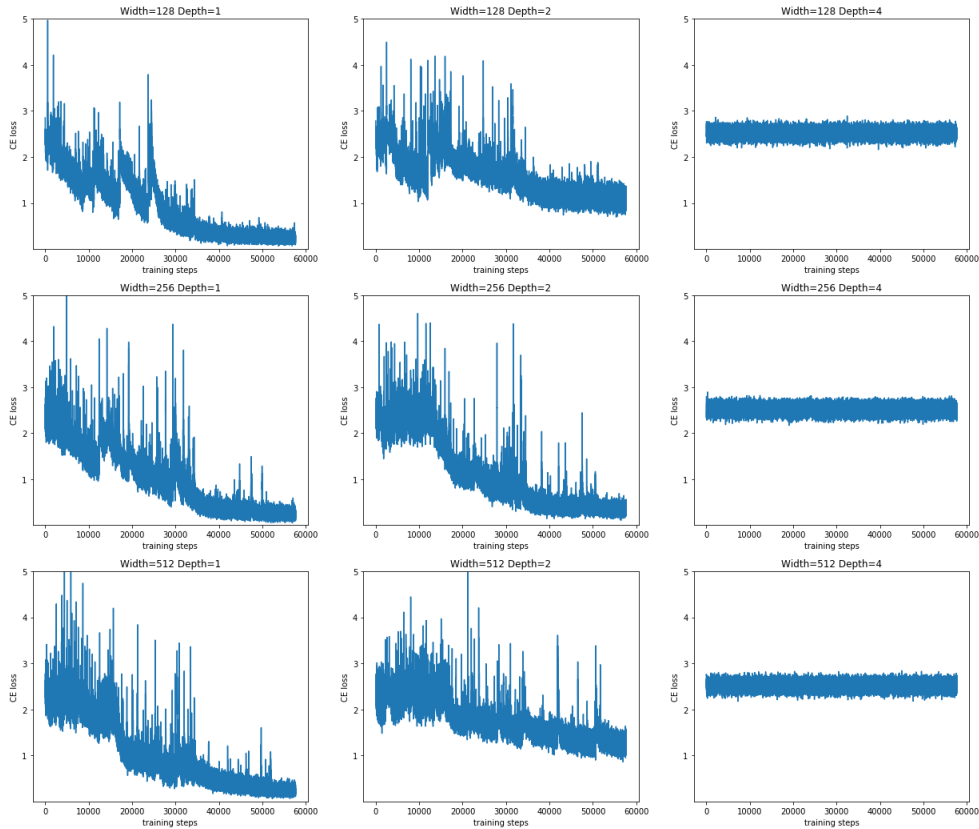 Width=128 Depth=1
5
4
3
2
1
CE loss
0 10000 20000 30000 40000 50000 60000
training steps
Width=128 Depth=2
5
4
3
2
1
CE loss
0 10000 20000 30000 40000 50000 60000
training steps
Width=128 Depth=4
5
4
3
2
1
CE loss
0 10000 20000 30000 40000 50000 60000
training steps
Width=256 Depth=1
5
4
3
2
1
CE loss
0 10000 20000 30000 40000 50000 60000
training steps
Width=256 Depth=2
5
4
3
2
1
CE loss
0 10000 20000 30000 40000 50000 60000
training steps
Width=256 Depth=4
5
4
3
2
1
CE loss
0 10000 20000 30000 40000 50000 60000
training steps
Width=512 Depth=1
5
4
3
2
1
CE loss
0 10000 20000 30000 40000 50000 60000
training steps
Width=512 Depth=2
5
4
3
2
1
CE loss
0 10000 20000 30000 40000 50000 60000
training steps
Width=512 Depth=4
5
4
3
2
1
CE loss
0 10000 20000 30000 40000 50000 60000
training steps